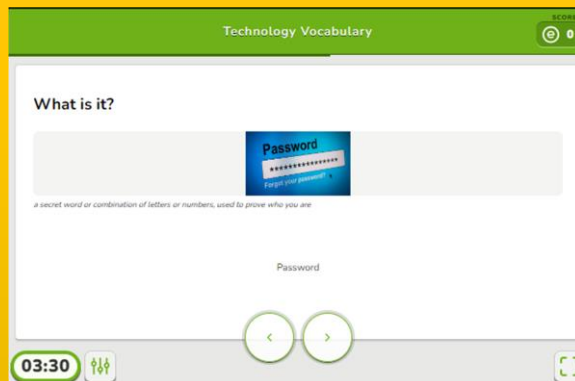 Technology Vocabulary
SCORE
e 0
What is it?
Password
****************
Forgot your password?
a secret word or combination of letters or numbers, used to prove who you are
Password
03:30